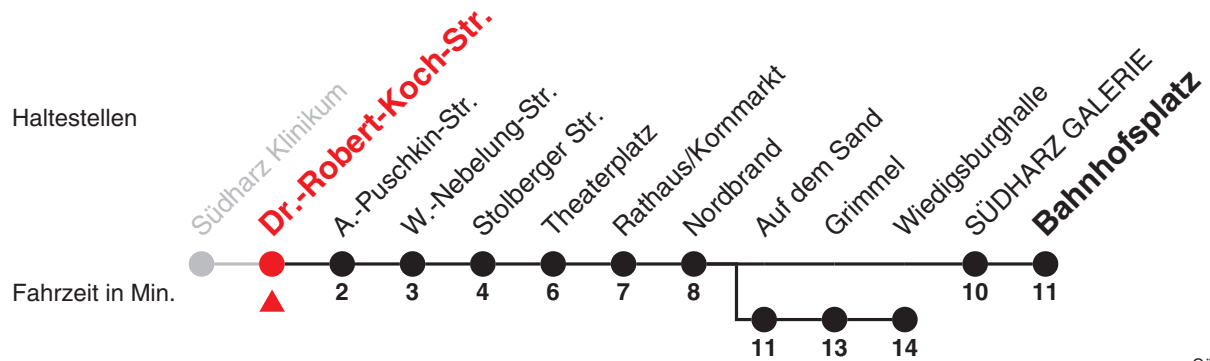 Haltestellen
Südharz Klinikum
Dr.-Robert-Koch-Str.
A.-Puschkin-Str.
W.-Nebelung-Str.
Stolberger Str.
Theaterplatz
Rathaus/Kornmarkt
Nordbrand
Auf dem Sand
Grimmel
Wiedigsburghalle
SÜDHARZ GALERIE
Bahnhofsplatz
Fahrzeit in Min.
2 3 4 6 7 8 10 11
11 13 14